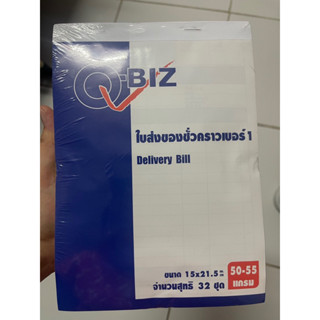 Q-BIZ
ใบส่งของชั่วคราวเบอร์ 1
Delivery Bill
ขนาด 15x21.5 ซม.
จำนวนสุทธิ 32 ชุด
50-55
แกรม